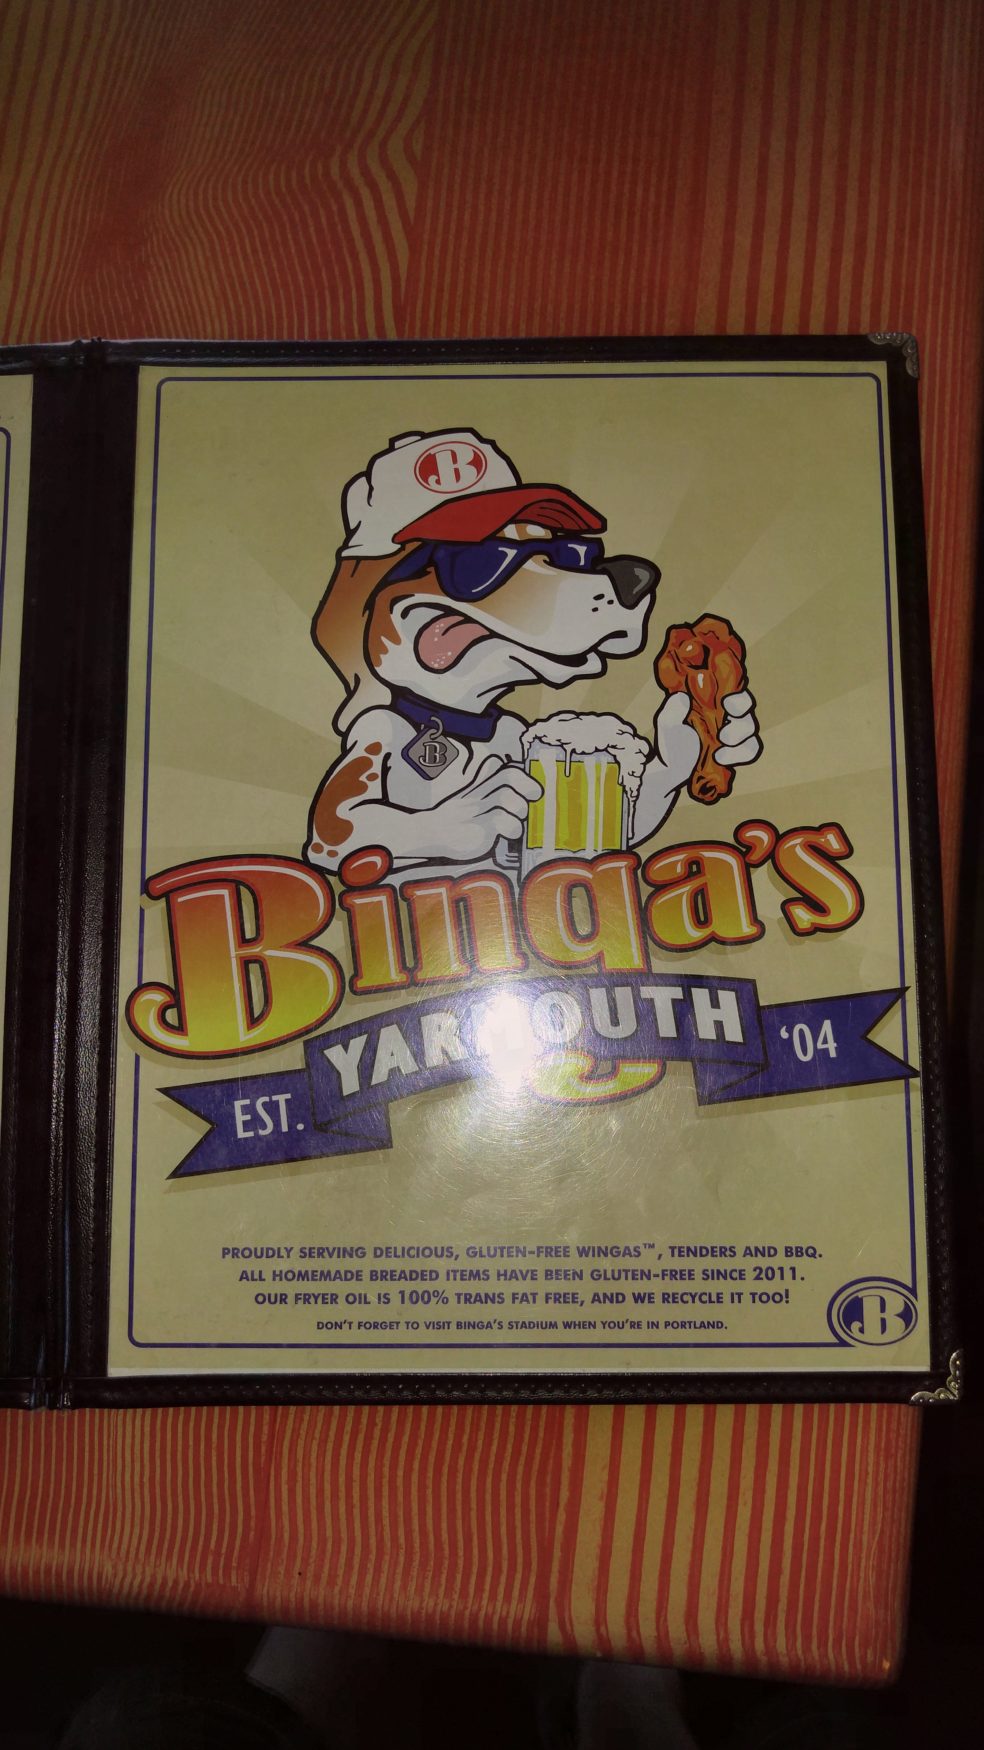 B
B
Binga's
YARMOUTH
EST.
'04
PROUDLY SERVING DELICIOUS, GLUTEN-FREE WINGAS™, TENDERS AND BBQ.
ALL HOMEMADE BREADED ITEMS HAVE BEEN GLUTEN-FREE SINCE 2011.
OUR FRYER OIL IS 100% TRANS FAT FREE, AND WE RECYCLE IT TOO!
DON'T FORGET TO VISIT BINGA'S STADIUM WHEN YOU'RE IN PORTLAND.
B